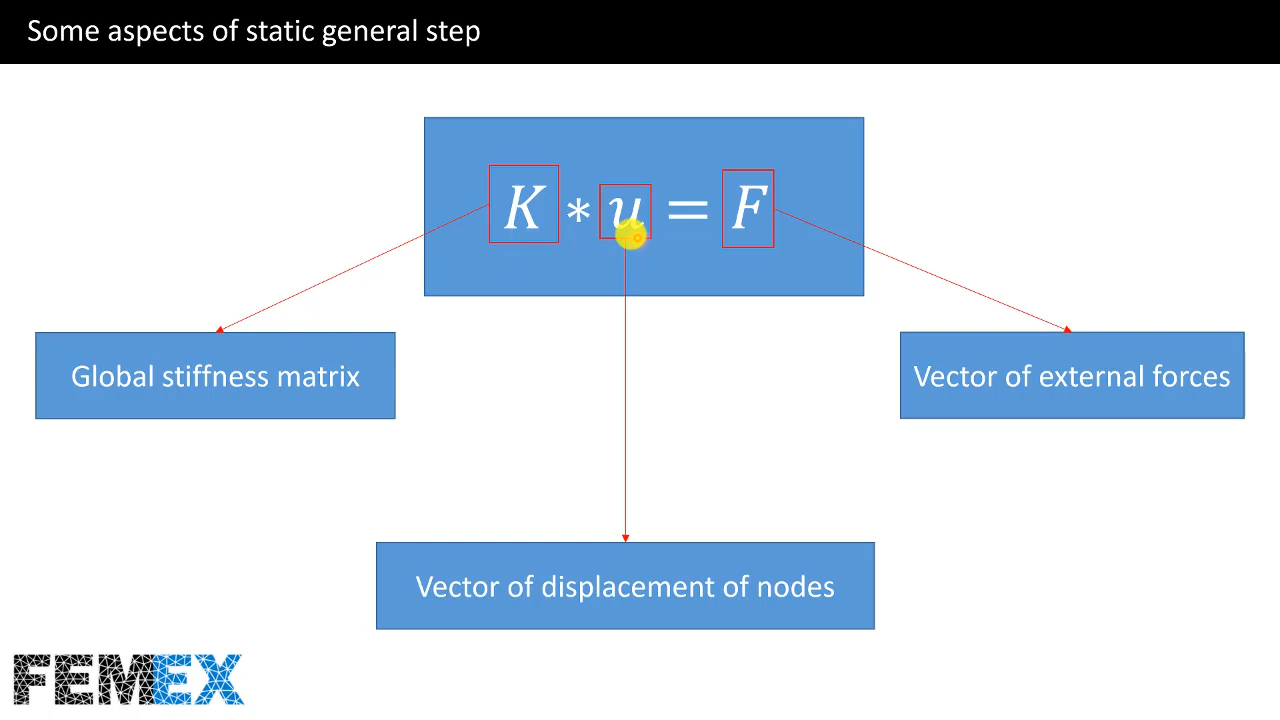 Some aspects of static general step
K * u = F
Global stiffness matrix
Vector of external forces
Vector of displacement of nodes
FEMEX